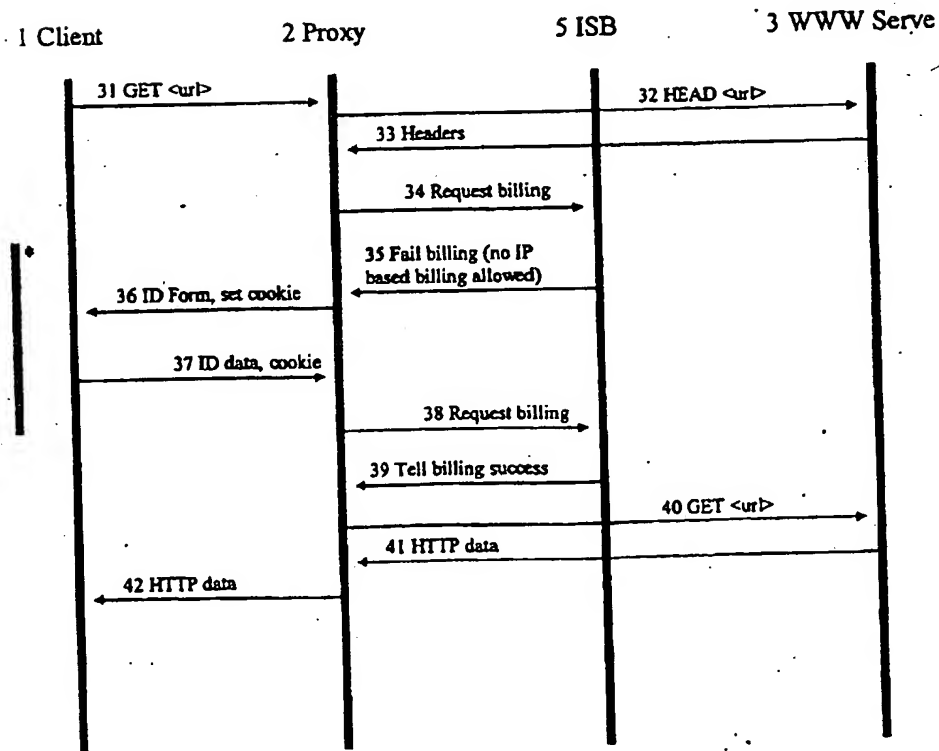 1 Client
2 Proxy
5 ISB
3 WWW Serve
31 GET <url>
32 HEAD <url>
33 Headers
34 Request billing
35 Fail billing (no IP
based billing allowed)
*
36 ID Form, set cookie
37 ID data, cookie
38 Request billing
39 Tell billing success
40 GET <url>
41 HTTP data
42 HTTP data